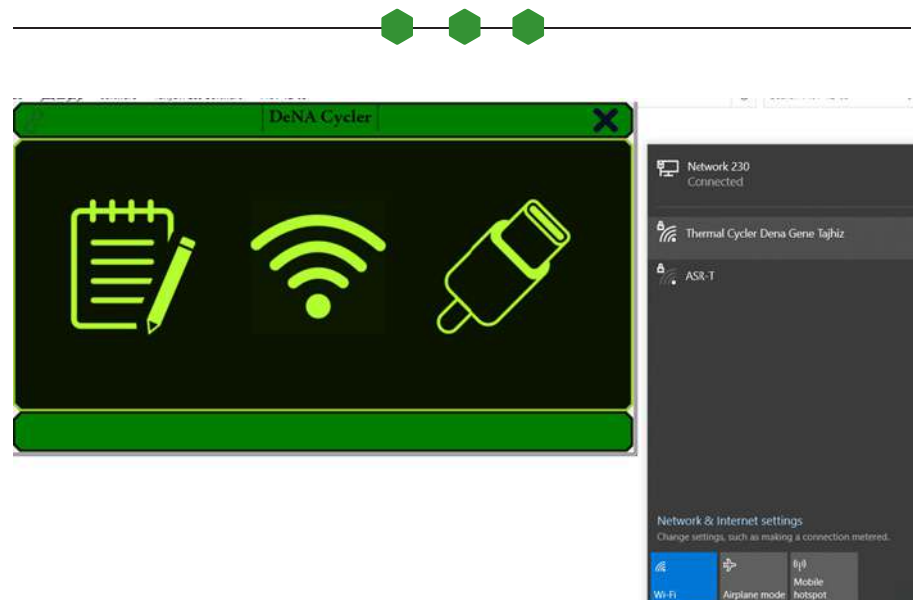 DeNA Cycler
Network 230
Connected
Thermal Cycler Dena Gene Tajhiz
ASR-T
Network & Internet settings
Change settings, such as making a connection metered.
Wi-Fi
Airplane mode
Mobile
hotspot